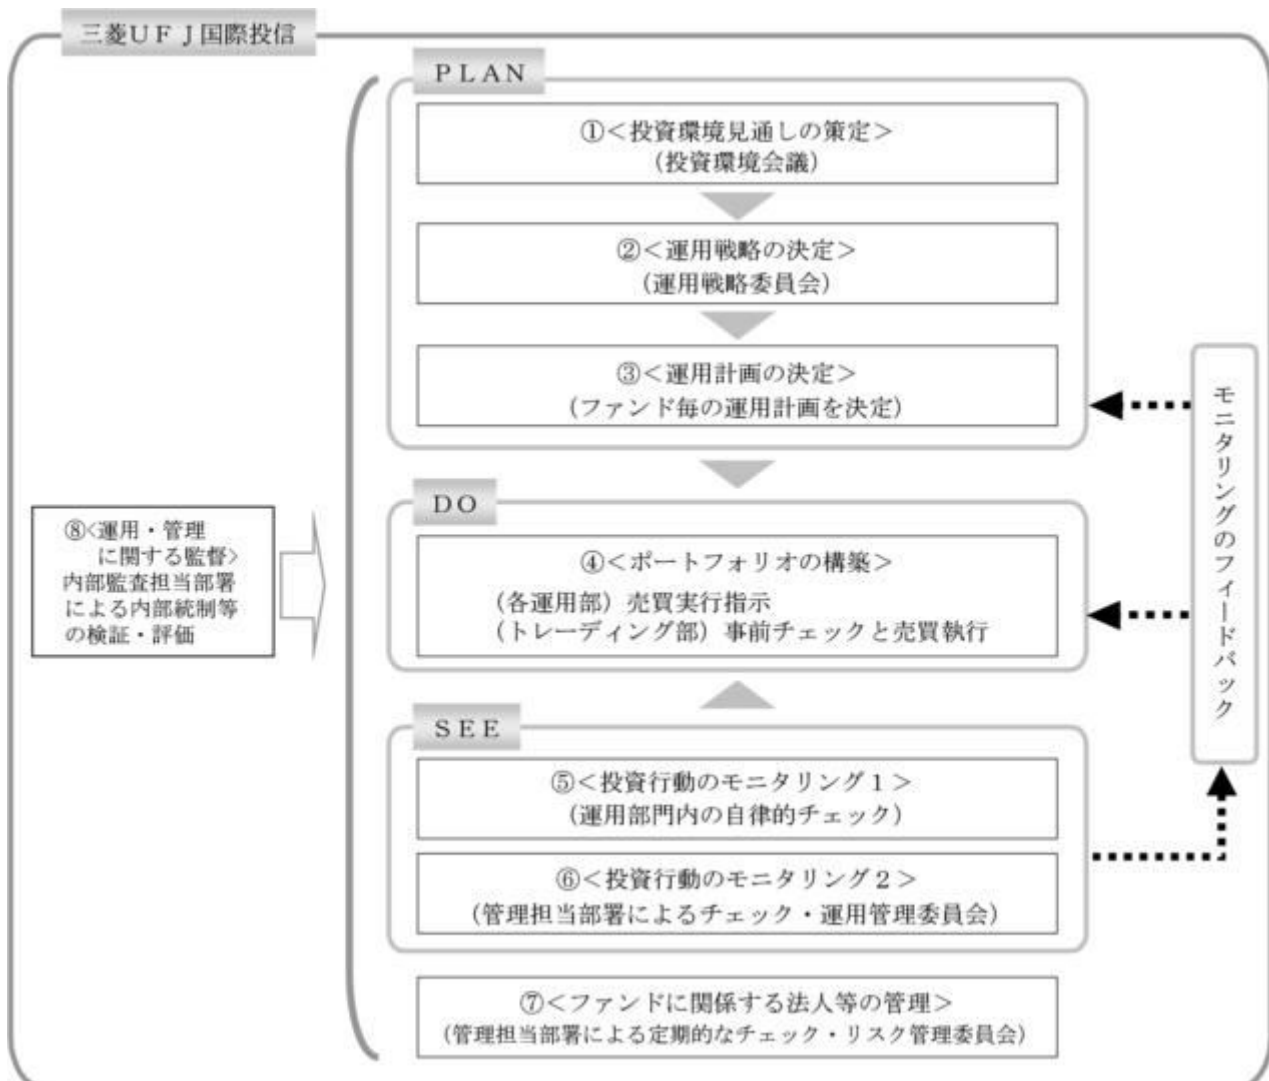 三菱ＵＦＪ国際投信
ＰＬＡＮ
①＜投資環境見通しの策定＞
（投資環境会議）
②＜運用戦略の決定＞
（運用戦略委員会）
③＜運用計画の決定＞
（ファンド毎の運用計画を決定）
ＤＯ
④＜ポートフォリオの構築＞
（各運用部）売買実行指示
（トレーディング部）事前チェックと売買執行
ＳＥＥ
⑤＜投資行動のモニタリング１＞
（運用部門内の自律的チェック）
⑥＜投資行動のモニタリング２＞
（管理担当部署によるチェック・運用管理委員会）
⑦＜ファンドに関係する法人等の管理＞
（管理担当部署による定期的なチェック・リスク管理委員会）
⑧<運用・管理
に関する監督>
内部監査担当部署
による内部統制等
の検証・評価
モニタリングのフィードバック